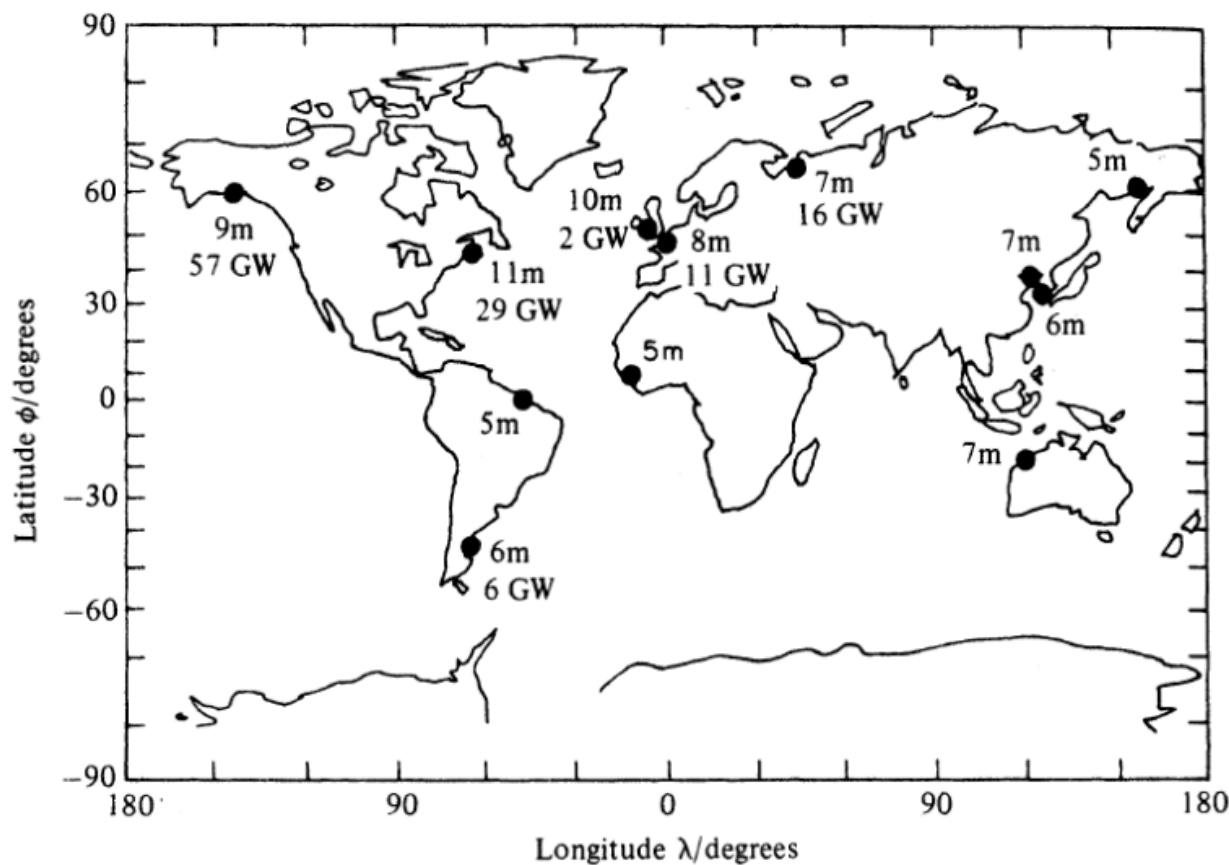 90
60
30
0
−30
−60
−90
Latitude ϕ/degrees
5m
10m
7m
16 GW
2 GW
8m
11 GW
9m
57 GW
11m
29 GW
7m
6m
5m
5m
7m
6m
6 GW
180
90
0
90
180
Longitude λ/degrees